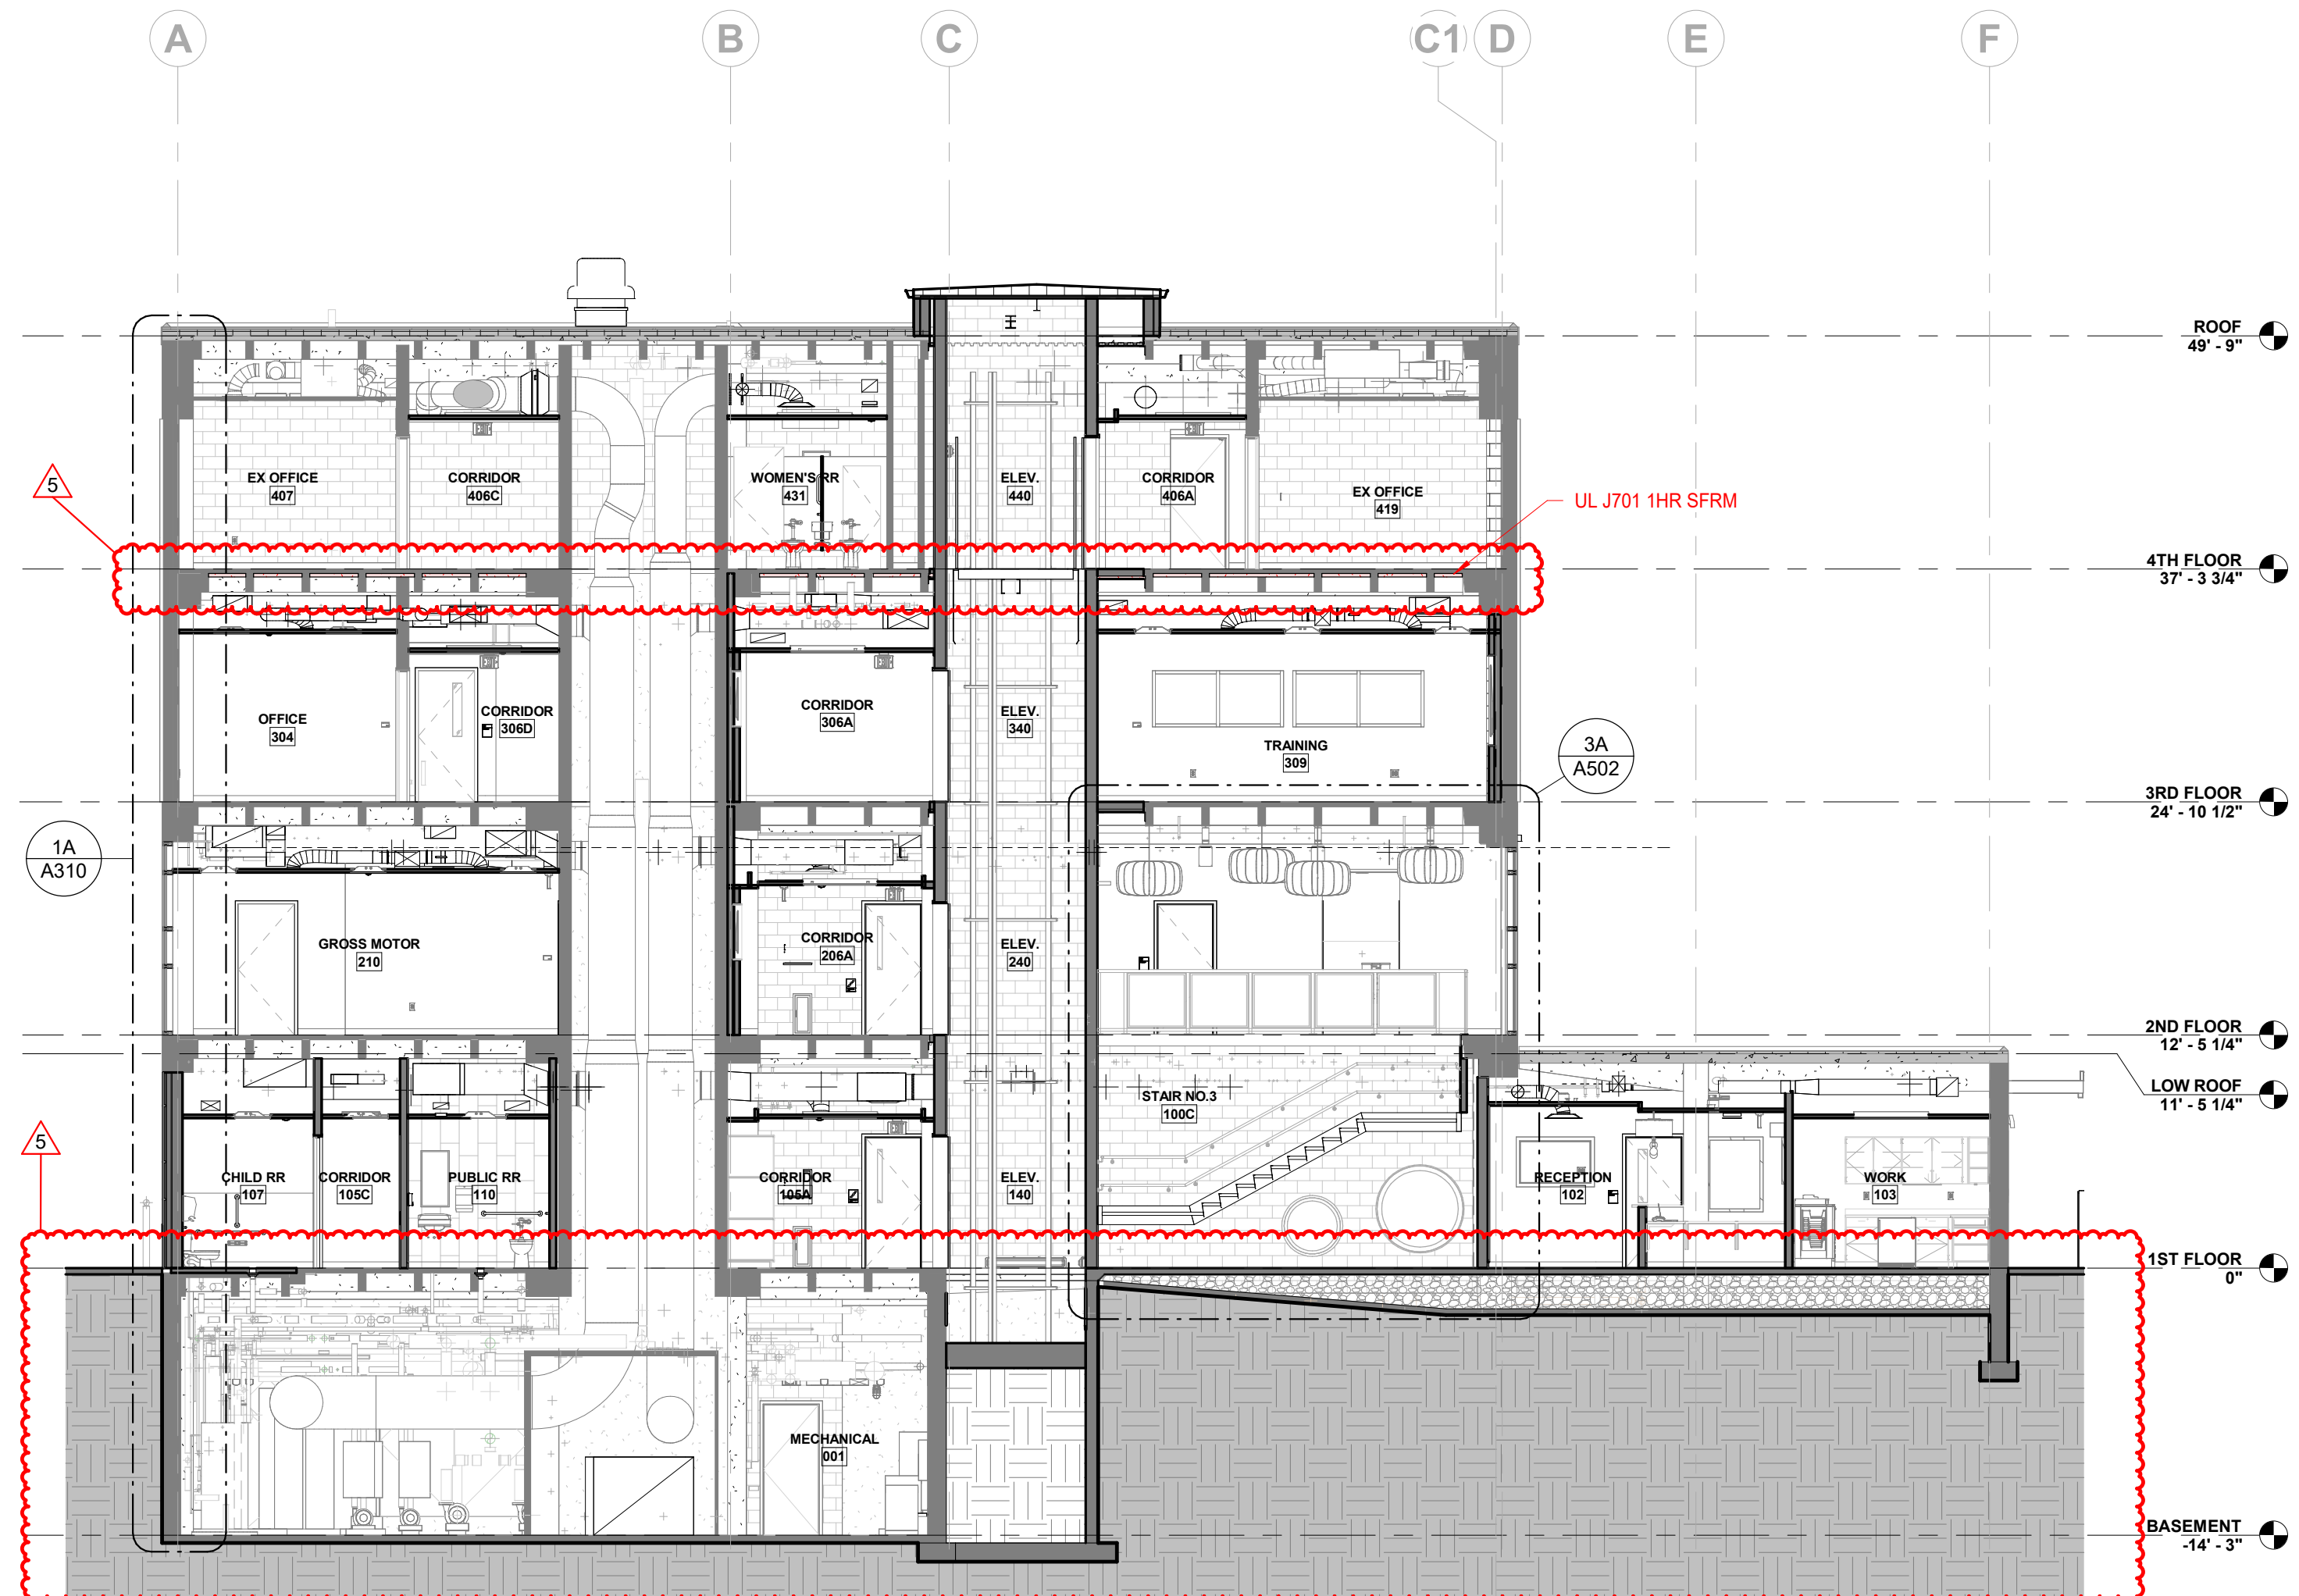 A
B
C
C1
D
E
F
ROOF
49' - 9"
5
EX OFFICE
407
CORRIDOR
406C
WOMEN'S RR
431
ELEV.
440
CORRIDOR
406A
EX OFFICE
419
UL J701 1HR SFRM
4TH FLOOR
37' - 3 3/4"
OFFICE
304
CORRIDOR
306D
CORRIDOR
306A
ELEV.
340
TRAINING
309
3A
A502
3RD FLOOR
24' - 10 1/2"
1A
A310
GROSS MOTOR
210
CORRIDOR
206A
ELEV.
240
2ND FLOOR
12' - 5 1/4"
LOW ROOF
11' - 5 1/4"
STAIR NO.3
100C
5
CHILD RR
107
CORRIDOR
105C
PUBLIC RR
110
CORRIDOR
105A
ELEV.
140
RECEPTION
102
WORK
103
1ST FLOOR
0"
MECHANICAL
001
BASEMENT
-14' - 3"